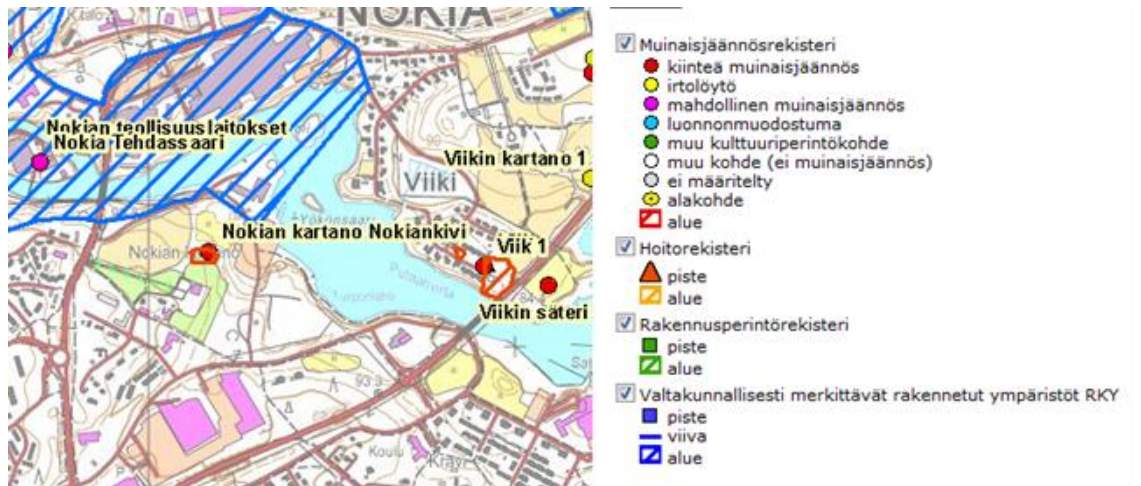 NOKIA
Nokian teollisuuslaitokset
Nokia Tehdassaari
Viikin kartano 1
Viiki
Nokian kartano Nokiankivi
Viik 1
Viikin säteri
Koulu
Muinaisjäännösrekisteri
kiinteä muinaisjäännös
irtolöytö
mahdollinen muinaisjäännös
luonnonmuodostuma
muu kulttuuriperintökohde
muu kohde (ei muinaisjäännös)
ei määritelty
alakohde
alue
Hoitorekisteri
piste
alue
Rakennusperintörekisteri
piste
alue
Valtakunnallisesti merkittävät rakennetut ympäristöt RKY
piste
viiva
alue